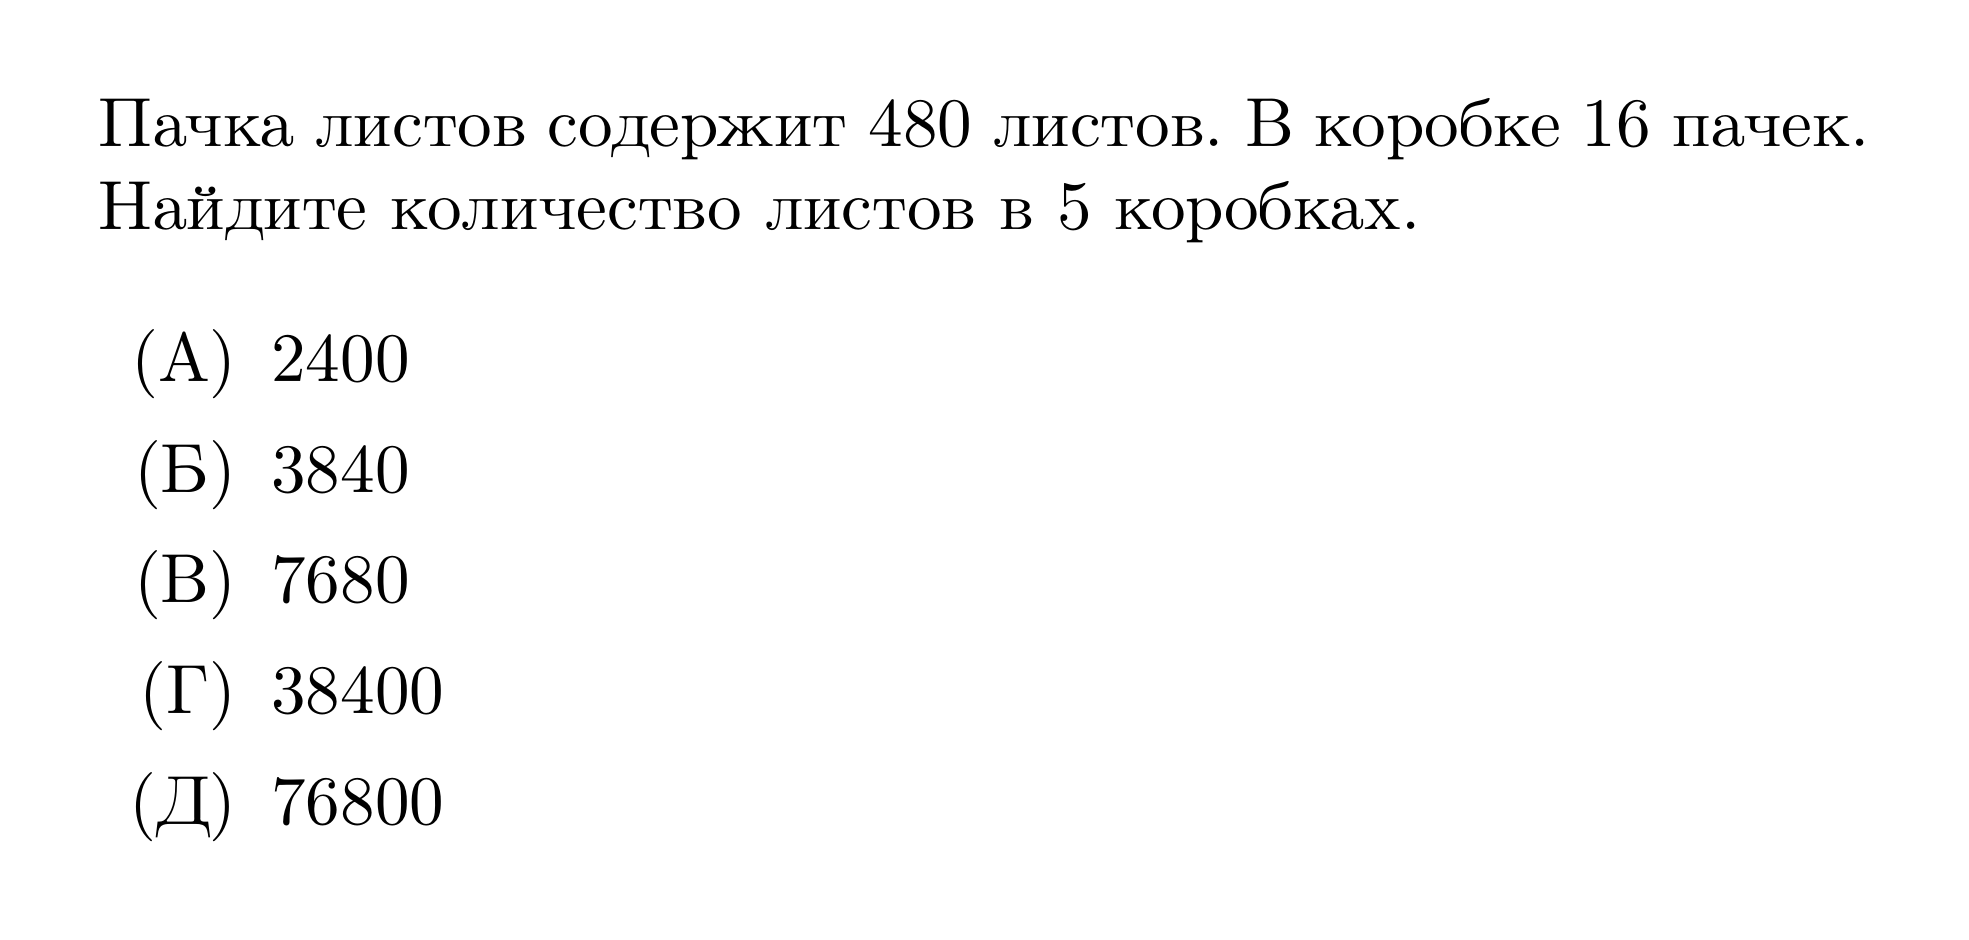 Пачка листов содержит 480 листов. В коробке 16 пачек.
Найдите количество листов в 5 коробках.
(А) 2400
(Б) 3840
(В) 7680
(Г) 38400
(Д) 76800